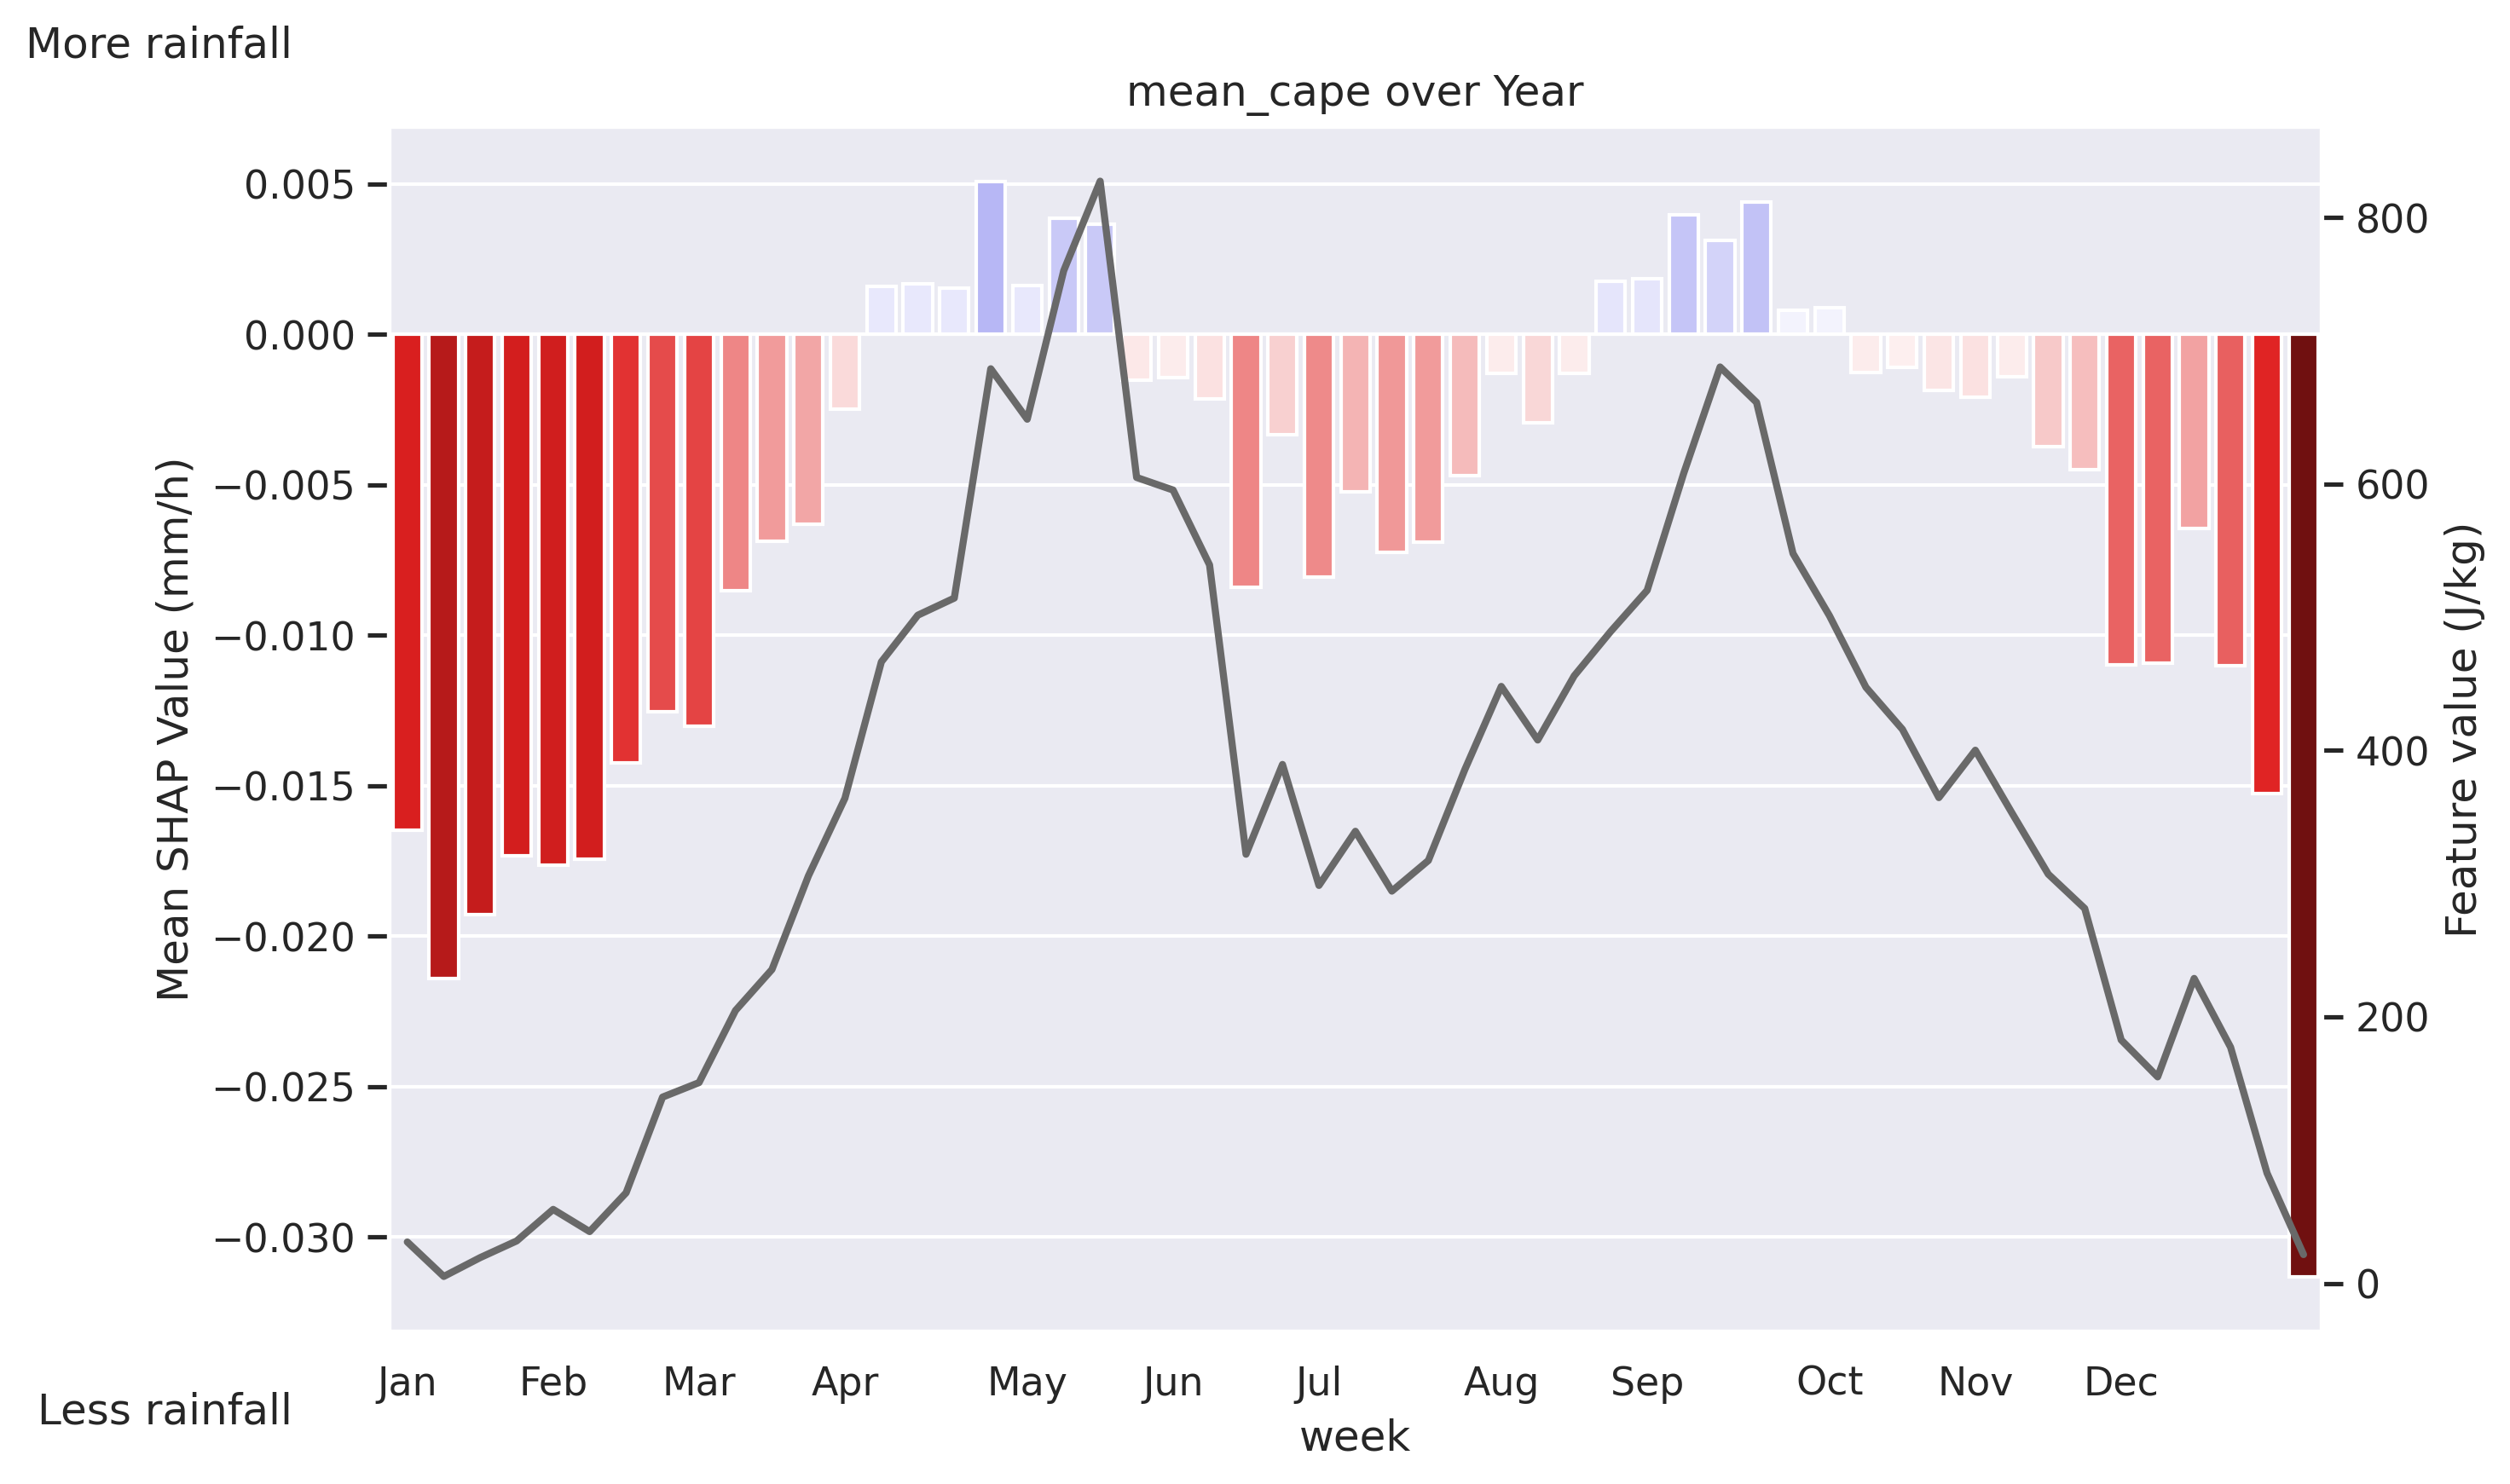 More rainfall
mean_cape over Year
0.005
0.000
−0.005
−0.010
−0.015
−0.020
−0.025
−0.030
Mean SHAP Value (mm/h)
800
600
400
200
0
Feature value (J/kg)
Jan Feb Mar Apr May Jun Jul Aug Sep Oct Nov Dec
Less rainfall
week